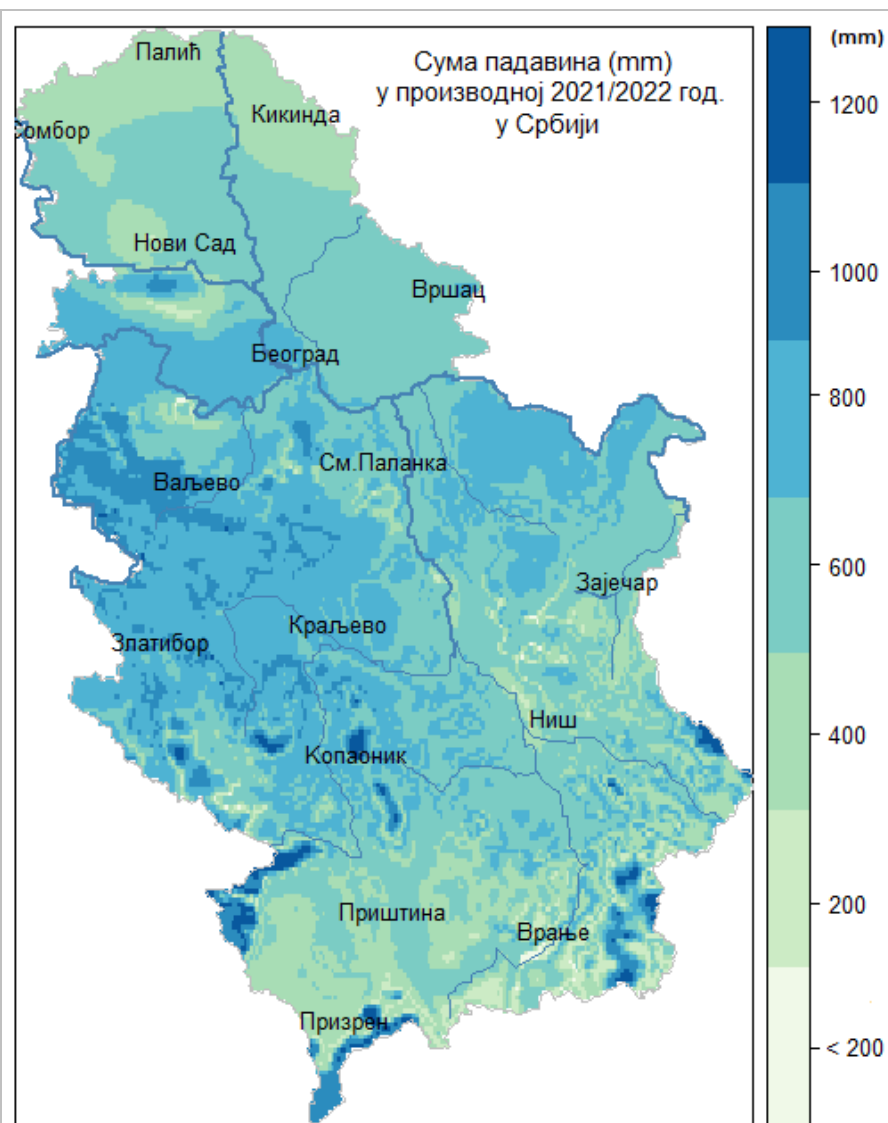 (mm)
Сума падавина (mm)
у производној 2021/2022 год.
у Србији
Палић
Кикинда
Сомбор
Нови Сад
Вршац
Београд
См.Паланка
Ваљево
Зајечар
Краљево
Златибор
Ниш
Копаоник
Приштина
Врање
Призрен
1200
1000
800
600
400
200
< 200